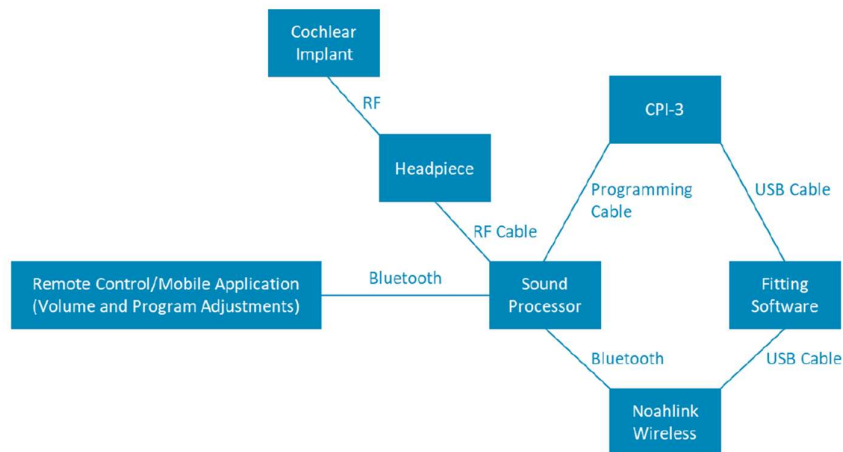 Cochlear
Implant
RF
CPI-3
Headpiece
Programming
Cable
USB Cable
RF Cable
Remote Control/Mobile Application
(Volume and Program Adjustments)
Bluetooth
Sound
Processor
Fitting
Software
Bluetooth
USB Cable
Noahlink
Wireless